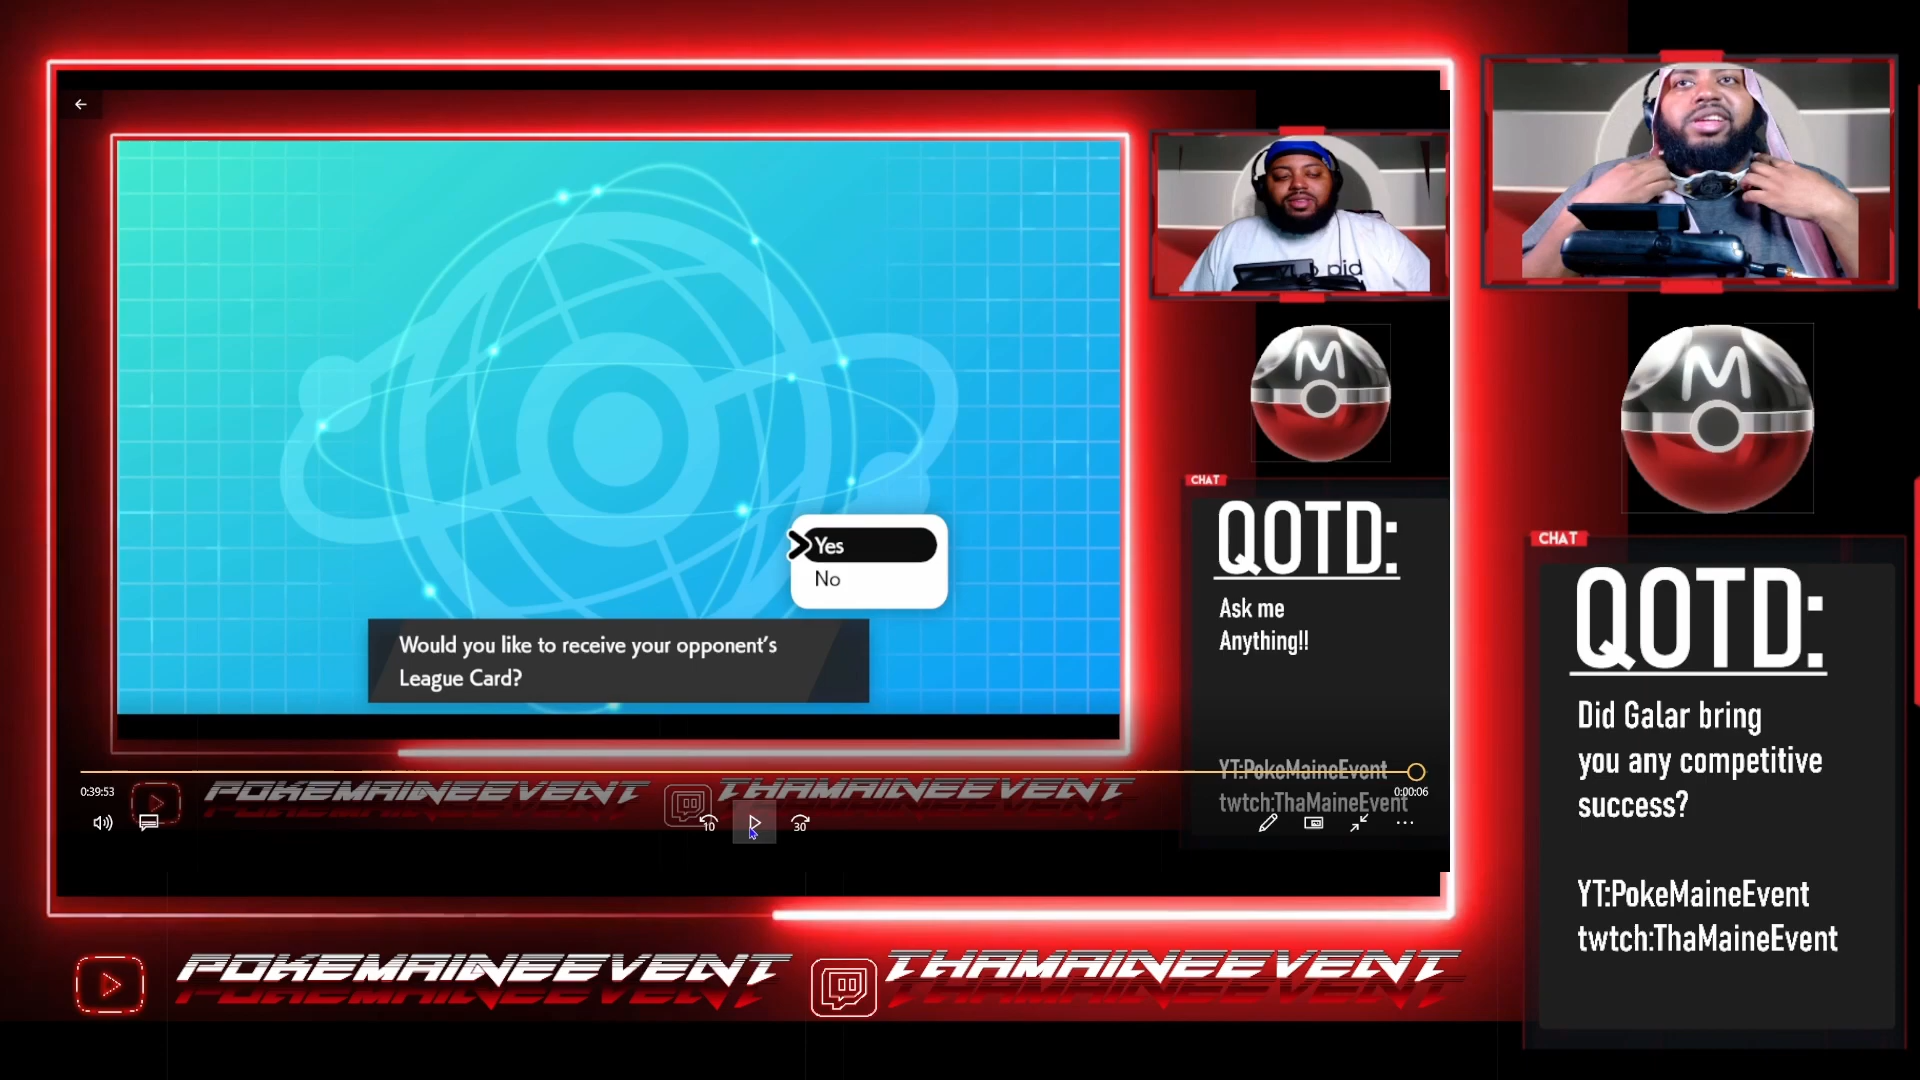 Yes
No
Would you like to receive your opponent's
League Card?
M
CHAT
QOTD:
Ask me
Anything!!
YT:PokeMaineEvent
twtch:ThaMaineEvent
0:39:53
0:00:06
10
30
POKEMAINEEVENT
THAMAINEEVENT
M
CHAT
QOTD:
Did Galar bring
you any competitive
success?
YT:PokeMaineEvent
twtch:ThaMaineEvent
POKEMAINEEVENT
THAMAINEEVENT